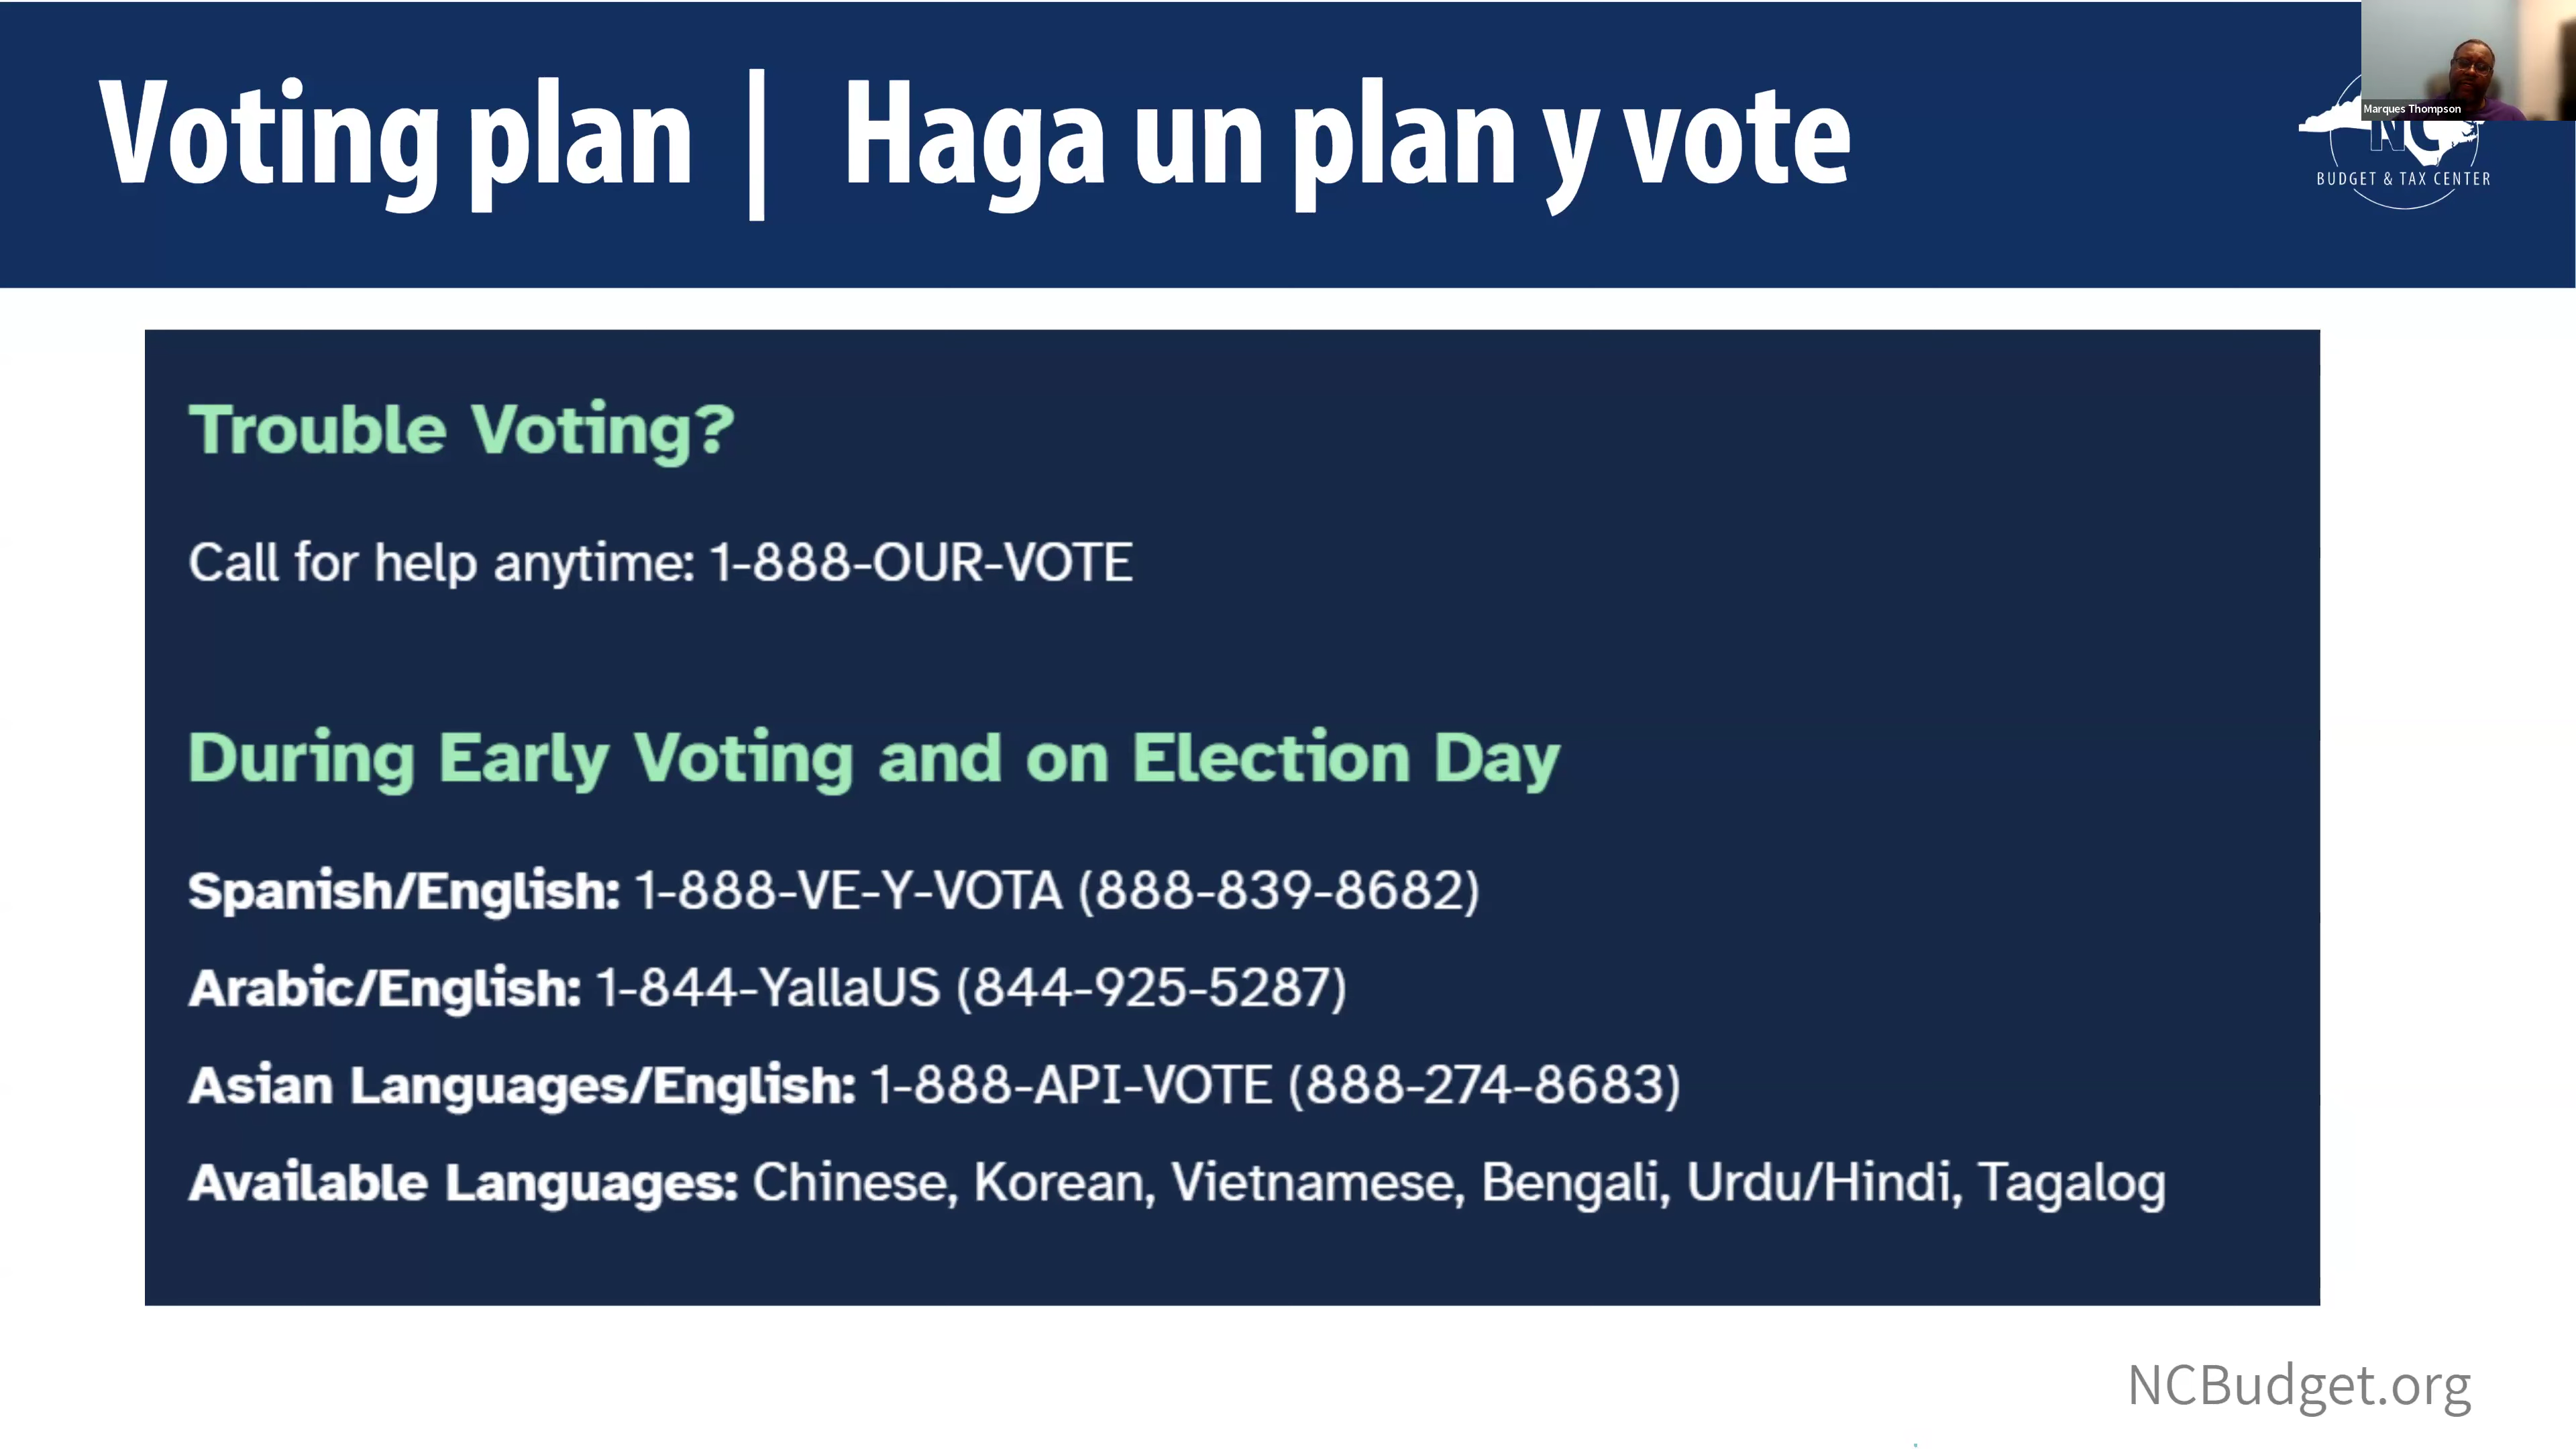 Voting plan | Haga un plan y vote
Marques Thompson
NC
BUDGET & TAX CENTER
Trouble Voting?
Call for help anytime: 1-888-OUR-VOTE
During Early Voting and on Election Day
Spanish/English: 1-888-VE-Y-VOTA (888-839-8682)
Arabic/English: 1-844-YallaUS (844-925-5287)
Asian Languages/English: 1-888-API-VOTE (888-274-8683)
Available Languages: Chinese, Korean, Vietnamese, Bengali, Urdu/Hindi, Tagalog
NCBudget.org